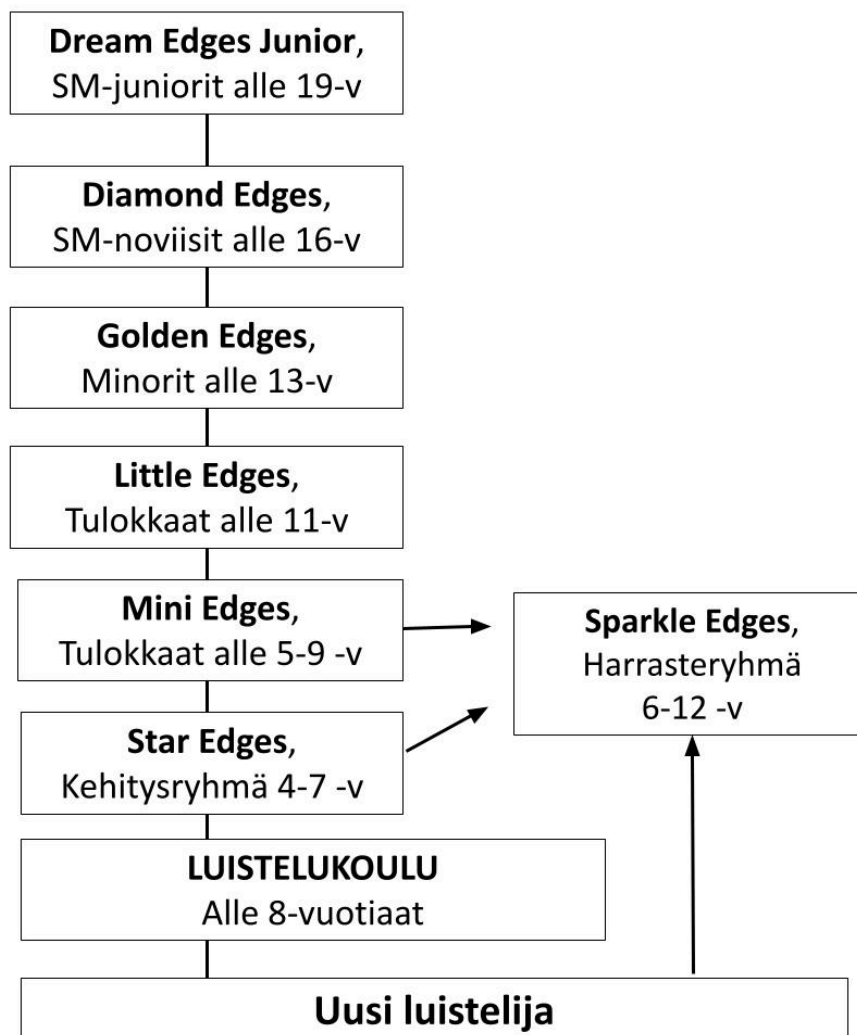 Dream Edges Junior,
SM-juniorit alle 19-v
Diamond Edges,
SM-noviisit alle 16-v
Golden Edges,
Minorit alle 13-v
Little Edges,
Tulokkaat alle 11-v
Mini Edges,
Tulokkaat alle 5-9 -v
Sparkle Edges,
Harrasteryhmä
6-12 -v
Star Edges,
Kehitysryhmä 4-7 -v
LUISTELUKOULU
Alle 8-vuotiaat
Uusi luistelija